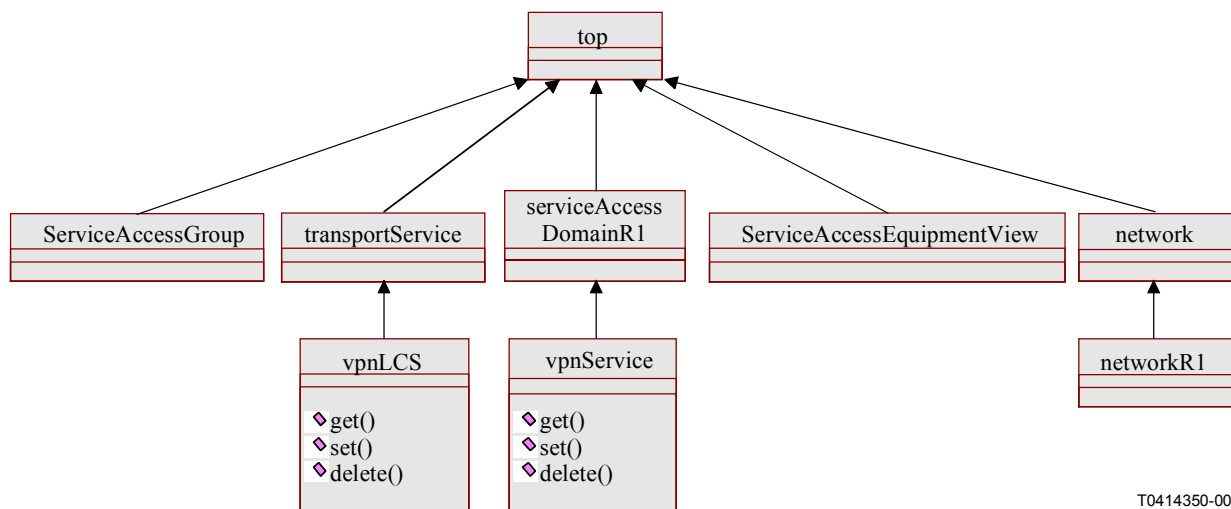 top
ServiceAccessGroup
transportService
serviceAccess
DomainR1
ServiceAccessEquipmentView
network
vpnLCS
get()
set()
delete()
vpnService
get()
set()
delete()
networkR1
T0414350-00